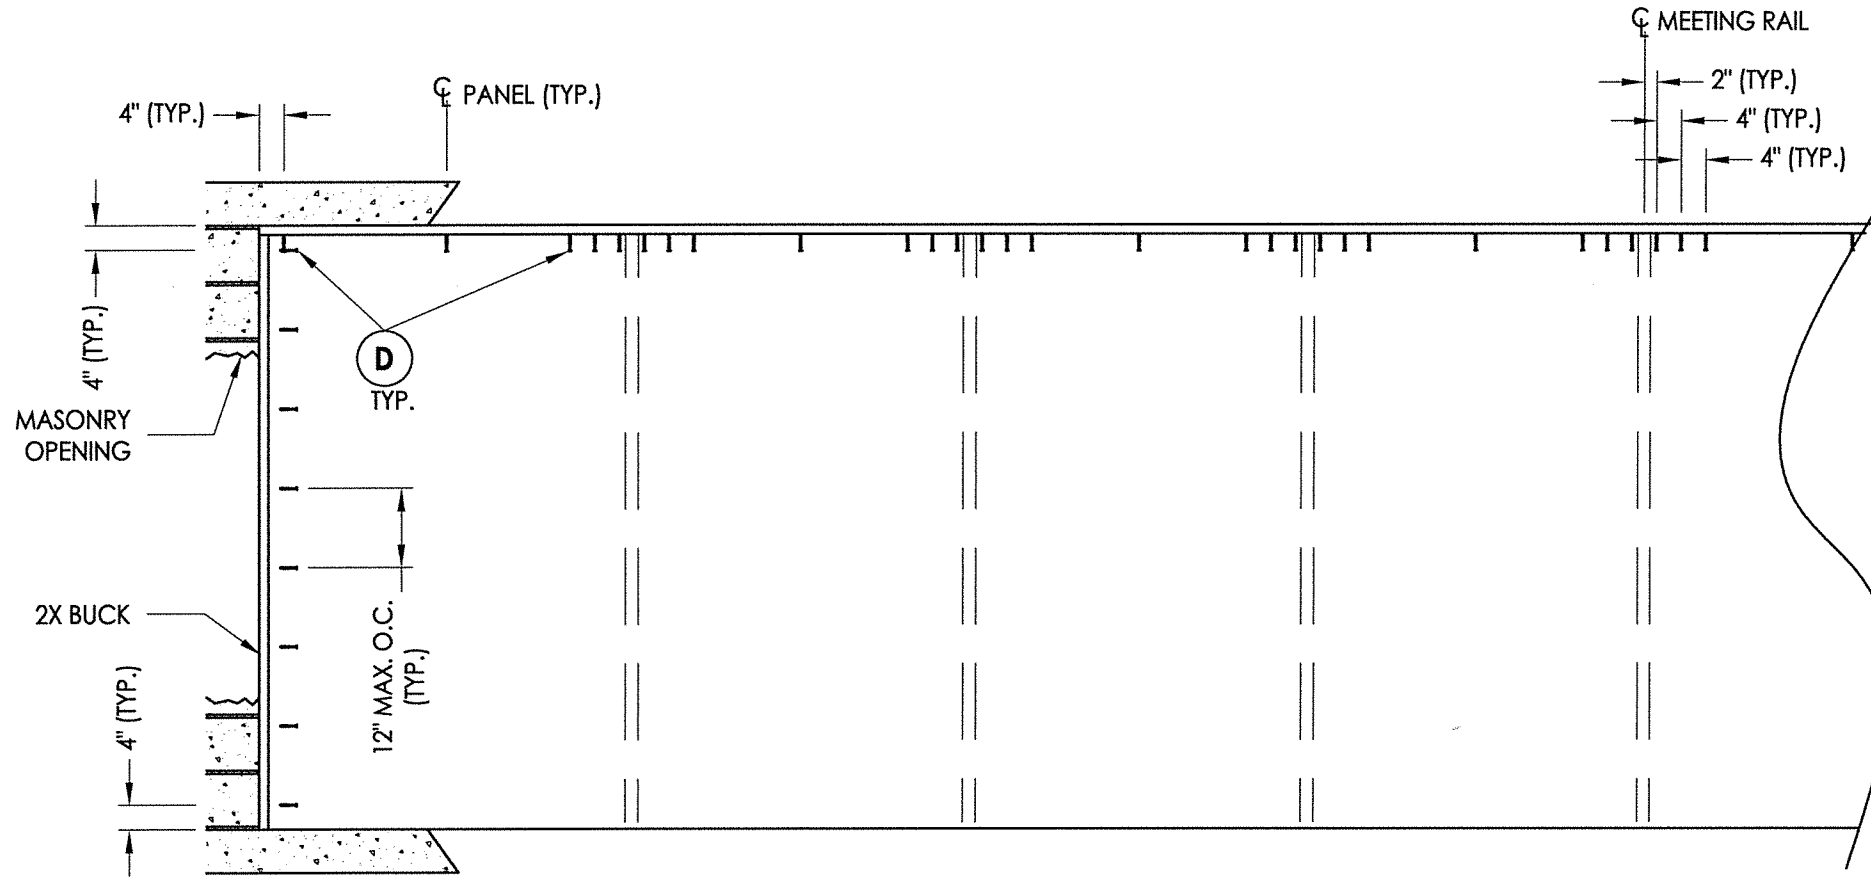 ℄ MEETING RAIL
2" (TYP.)
4" (TYP.)
4" (TYP.)
℄ PANEL (TYP.)
4" (TYP.)
4" (TYP.)
D
TYP.
MASONRY
OPENING
2X BUCK
12" MAX. O.C.
(TYP.)
4" (TYP.)